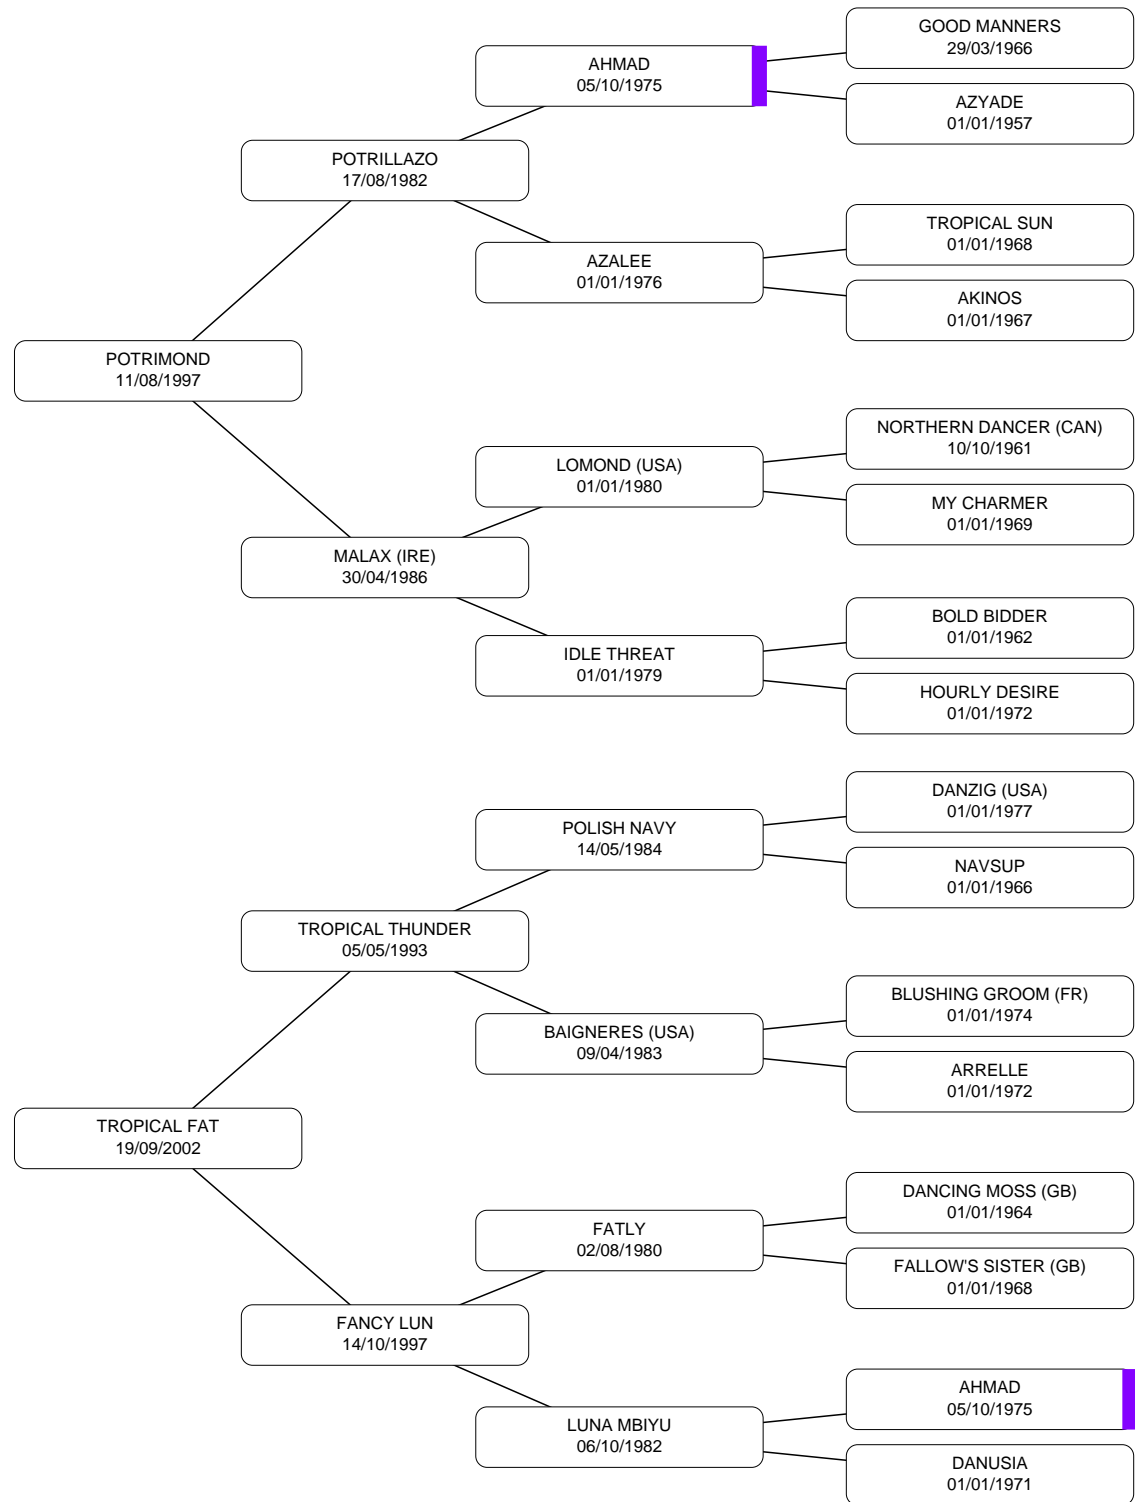 GOOD MANNERS
29/03/1966
AHMAD
05/10/1975
AZYADE
01/01/1957
POTRILLAZO
17/08/1982
TROPICAL SUN
01/01/1968
AZALEE
01/01/1976
AKINOS
01/01/1967
POTRIMOND
11/08/1997
NORTHERN DANCER (CAN)
10/10/1961
LOMOND (USA)
01/01/1980
MY CHARMER
01/01/1969
MALAX (IRE)
30/04/1986
BOLD BIDDER
01/01/1962
IDLE THREAT
01/01/1979
HOURLY DESIRE
01/01/1972
DANZIG (USA)
01/01/1977
POLISH NAVY
14/05/1984
NAVSUP
01/01/1966
TROPICAL THUNDER
05/05/1993
BLUSHING GROOM (FR)
01/01/1974
BAIGNERES (USA)
09/04/1983
ARRELLE
01/01/1972
TROPICAL FAT
19/09/2002
DANCING MOSS (GB)
01/01/1964
FATLY
02/08/1980
FALLOW'S SISTER (GB)
01/01/1968
FANCY LUN
14/10/1997
AHMAD
05/10/1975
LUNA MBIYU
06/10/1982
DANUSIA
01/01/1971